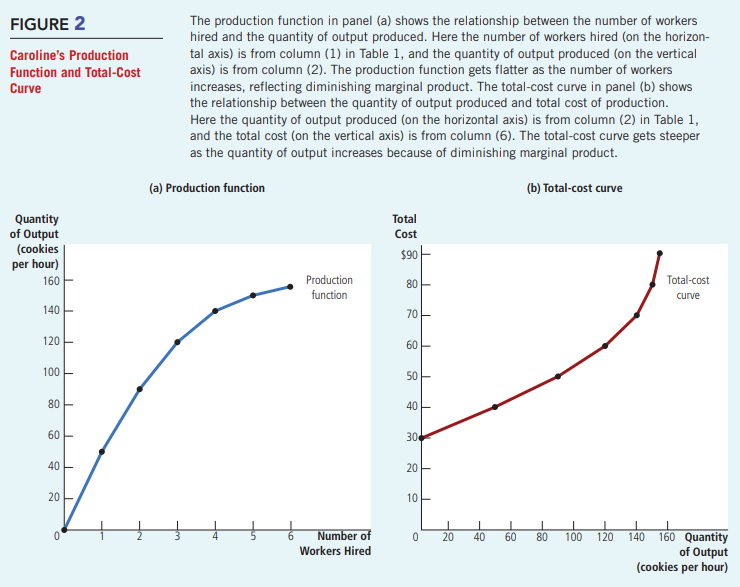 FIGURE 2
Caroline's Production
Function and Total-Cost
Curve
The production function in panel (a) shows the relationship between the number of workers
hired and the quantity of output produced. Here the number of workers hired (on the horizon-
tal axis) is from column (1) in Table 1, and the quantity of output produced (on the vertical
axis) is from column (2). The production function gets flatter as the number of workers
increases, reflecting diminishing marginal product. The total-cost curve in panel (b) shows
the relationship between the quantity of output produced and total cost of production.
Here the quantity of output produced (on the horizontal axis) is from column (2) in Table 1,
and the total cost (on the vertical axis) is from column (6). The total-cost curve gets steeper
as the quantity of output increases because of diminishing marginal product.
(a) Production function
Quantity
of Output
(cookies
per hour)
160
140
120
100
80
60
40
20
Production
function
0 1 2 3 4 5 6 Number of
Workers Hired
(b) Total-cost curve
Total
Cost
$90
80
70
60
50
40
30
20
10
Total-cost
curve
0 20 40 60 80 100 120 140 160 Quantity
of Output
(cookies per hour)